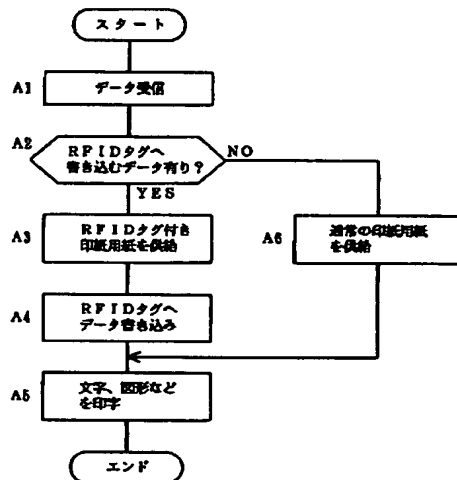 スタート
A1
データ受信
A2
RFIDタグへ
書き込むデータ有り？
NO
YES
A3
RFIDタグ付き
印紙用紙を供給
A6
通常の印紙用紙
を供給
A4
RFIDタグへ
データ書き込み
A5
文字、図形など
を印字
エンド